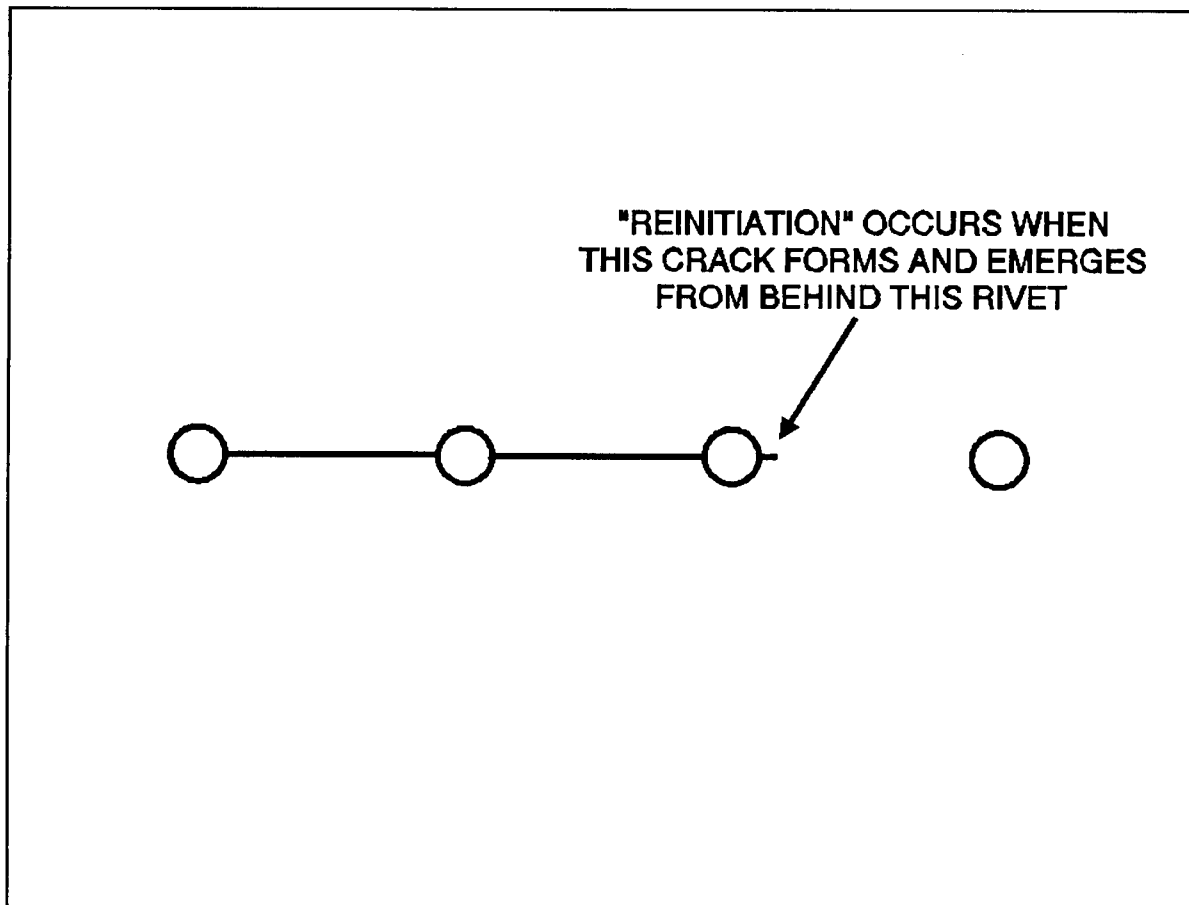 "REINITIATION" OCCURS WHEN
THIS CRACK FORMS AND EMERGES
FROM BEHIND THIS RIVET